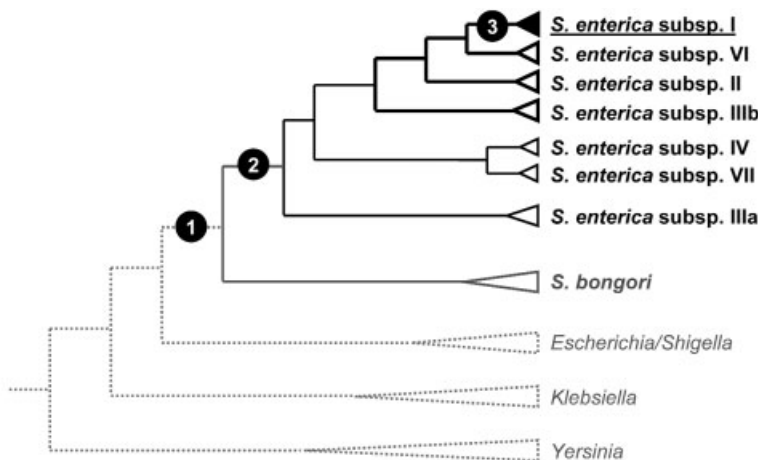 3 S. enterica subsp. I
S. enterica subsp. VI
S. enterica subsp. II
S. enterica subsp. IIIb
S. enterica subsp. IV
2
S. enterica subsp. VII
S. enterica subsp. IIIa
1
S. bongori
Escherichia/Shigella
Klebsiella
Yersinia